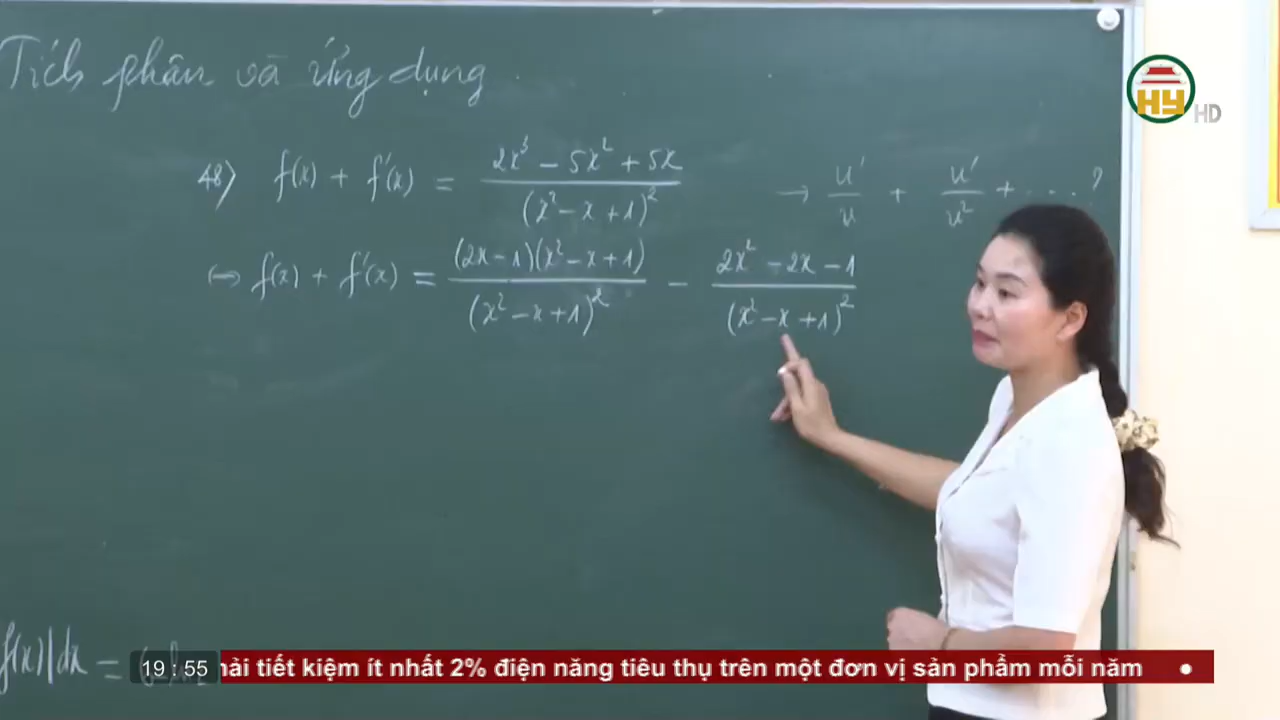 Tích phân và ứng dụng
48) f(x) + f'(x) = (2x³ - 5x² + 5x)/(x² - x + 1)² → u'/u + u'/u² + ....?
⇔ f(x) + f'(x) = (2x - 1)(x² - x + 1)/(x² - x + 1)² - (2x² - 2x - 1)/(x² - x + 1)²
f(x)|dx =
HY HD
19 : 55
tiết kiệm ít nhất 2% điện năng tiêu thụ trên một đơn vị sản phẩm mỗi năm